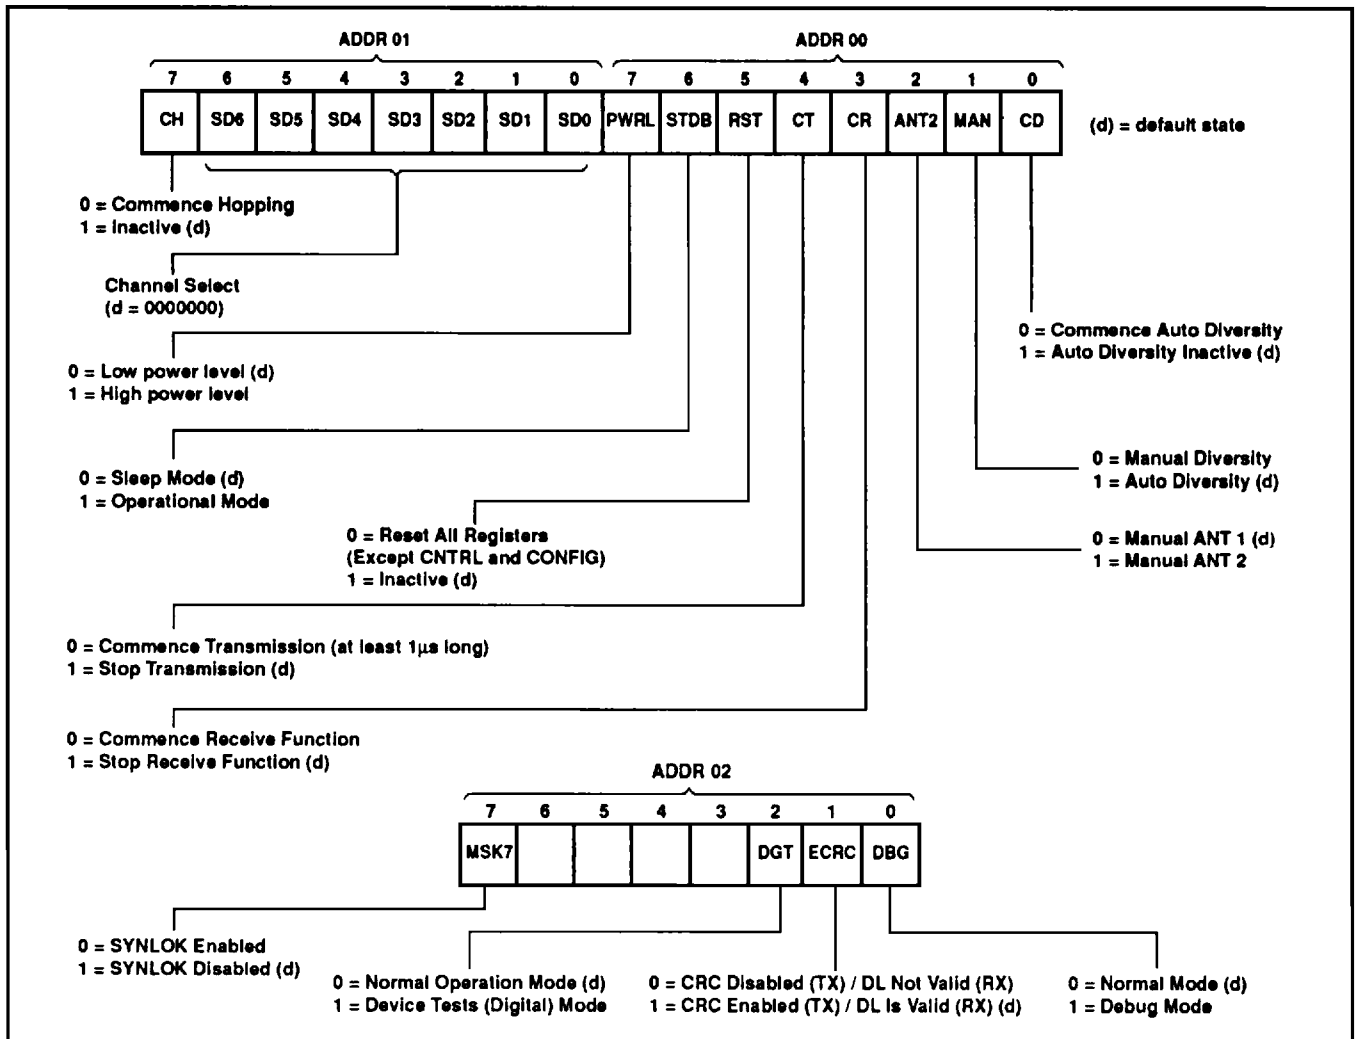 ADDR 01 ADDR 00
7 6 5 4 3 2 1 0 7 6 5 4 3 2 1 0
CH SD6 SD5 SD4 SD3 SD2 SD1 SD0 PWRL STDB RST CT CR ANT2 MAN CD
(d) = default state
0 = Commence Hopping
1 = Inactive (d)
Channel Select
(d = 0000000)
0 = Low power level (d)
1 = High power level
0 = Commence Auto Diversity
1 = Auto Diversity Inactive (d)
0 = Sleep Mode (d)
1 = Operational Mode
0 = Manual Diversity
1 = Auto Diversity (d)
0 = Reset All Registers
(Except CNTRL and CONFIG)
1 = Inactive (d)
0 = Manual ANT 1 (d)
1 = Manual ANT 2
0 = Commence Transmission (at least 1µs long)
1 = Stop Transmission (d)
0 = Commence Receive Function
1 = Stop Receive Function (d)
ADDR 02
7 6 5 4 3 2 1 0
MSK7 DGT ECRC DBG
0 = SYNLOK Enabled
1 = SYNLOK Disabled (d)
0 = Normal Operation Mode (d)
1 = Device Tests (Digital) Mode
0 = CRC Disabled (TX) / DL Not Valid (RX)
1 = CRC Enabled (TX) / DL Is Valid (RX) (d)
0 = Normal Mode (d)
1 = Debug Mode